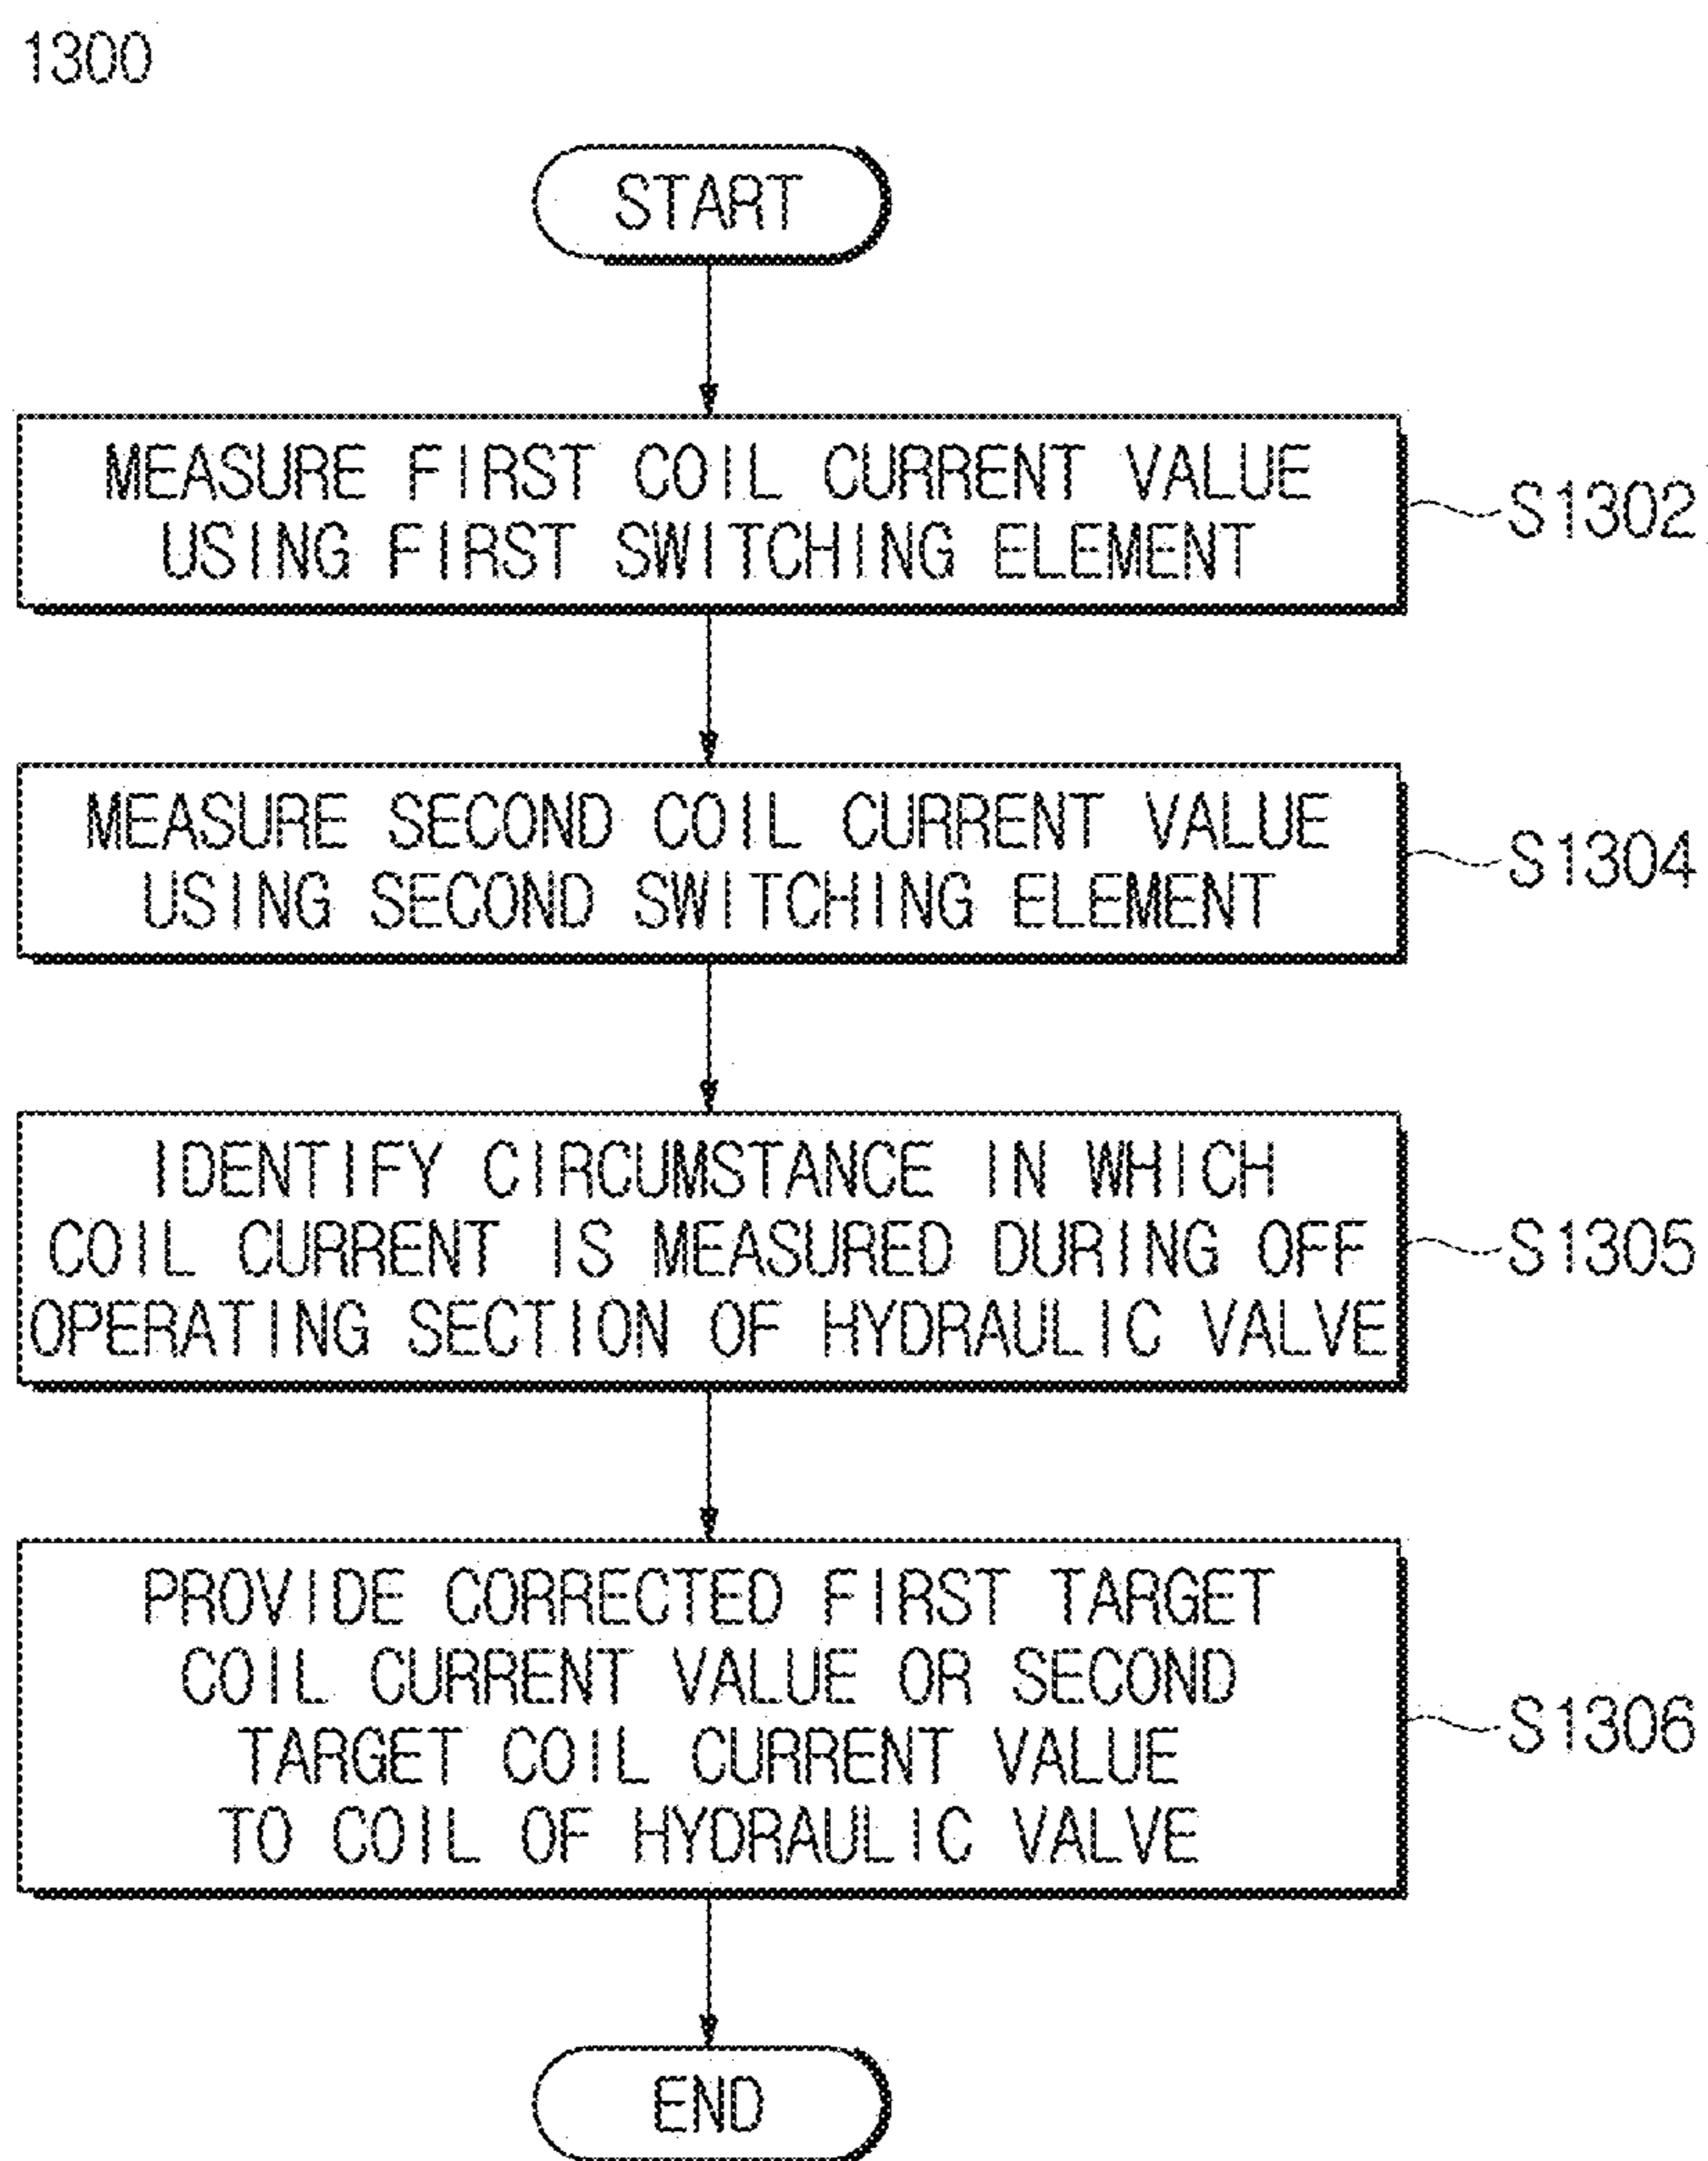 1300
START
MEASURE FIRST COIL CURRENT VALUE
USING FIRST SWITCHING ELEMENT
S1302
MEASURE SECOND COIL CURRENT VALUE
USING SECOND SWITCHING ELEMENT
S1304
IDENTIFY CIRCUMSTANCE IN WHICH
COIL CURRENT IS MEASURED DURING OFF
OPERATING SECTION OF HYDRAULIC VALVE
S1305
PROVIDE CORRECTED FIRST TARGET
COIL CURRENT VALUE OR SECOND
TARGET COIL CURRENT VALUE
TO COIL OF HYDRAULIC VALVE
S1306
END